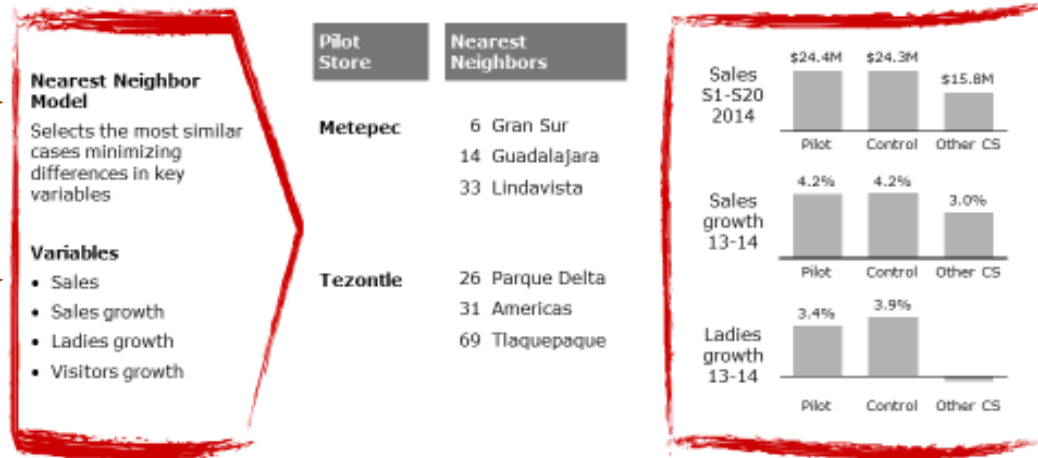 Nearest Neighbor
Model
Selects the most similar
cases minimizing
differences in key
variables
Variables
• Sales
• Sales growth
• Ladies growth
• Visitors growth
Pilot
Store
Nearest
Neighbors
Metepec
6 Gran Sur
14 Guadalajara
33 Lindavista
Tezontle
26 Parque Delta
31 Americas
69 Tlaquepaque
Sales
S1-S20
2014
$24.4M $24.3M $15.8M
Pilot Control Other CS
Sales
growth
13-14
4.2% 4.2% 3.0%
Pilot Control Other CS
Ladies
growth
13-14
3.4% 3.9%
Pilot Control Other CS